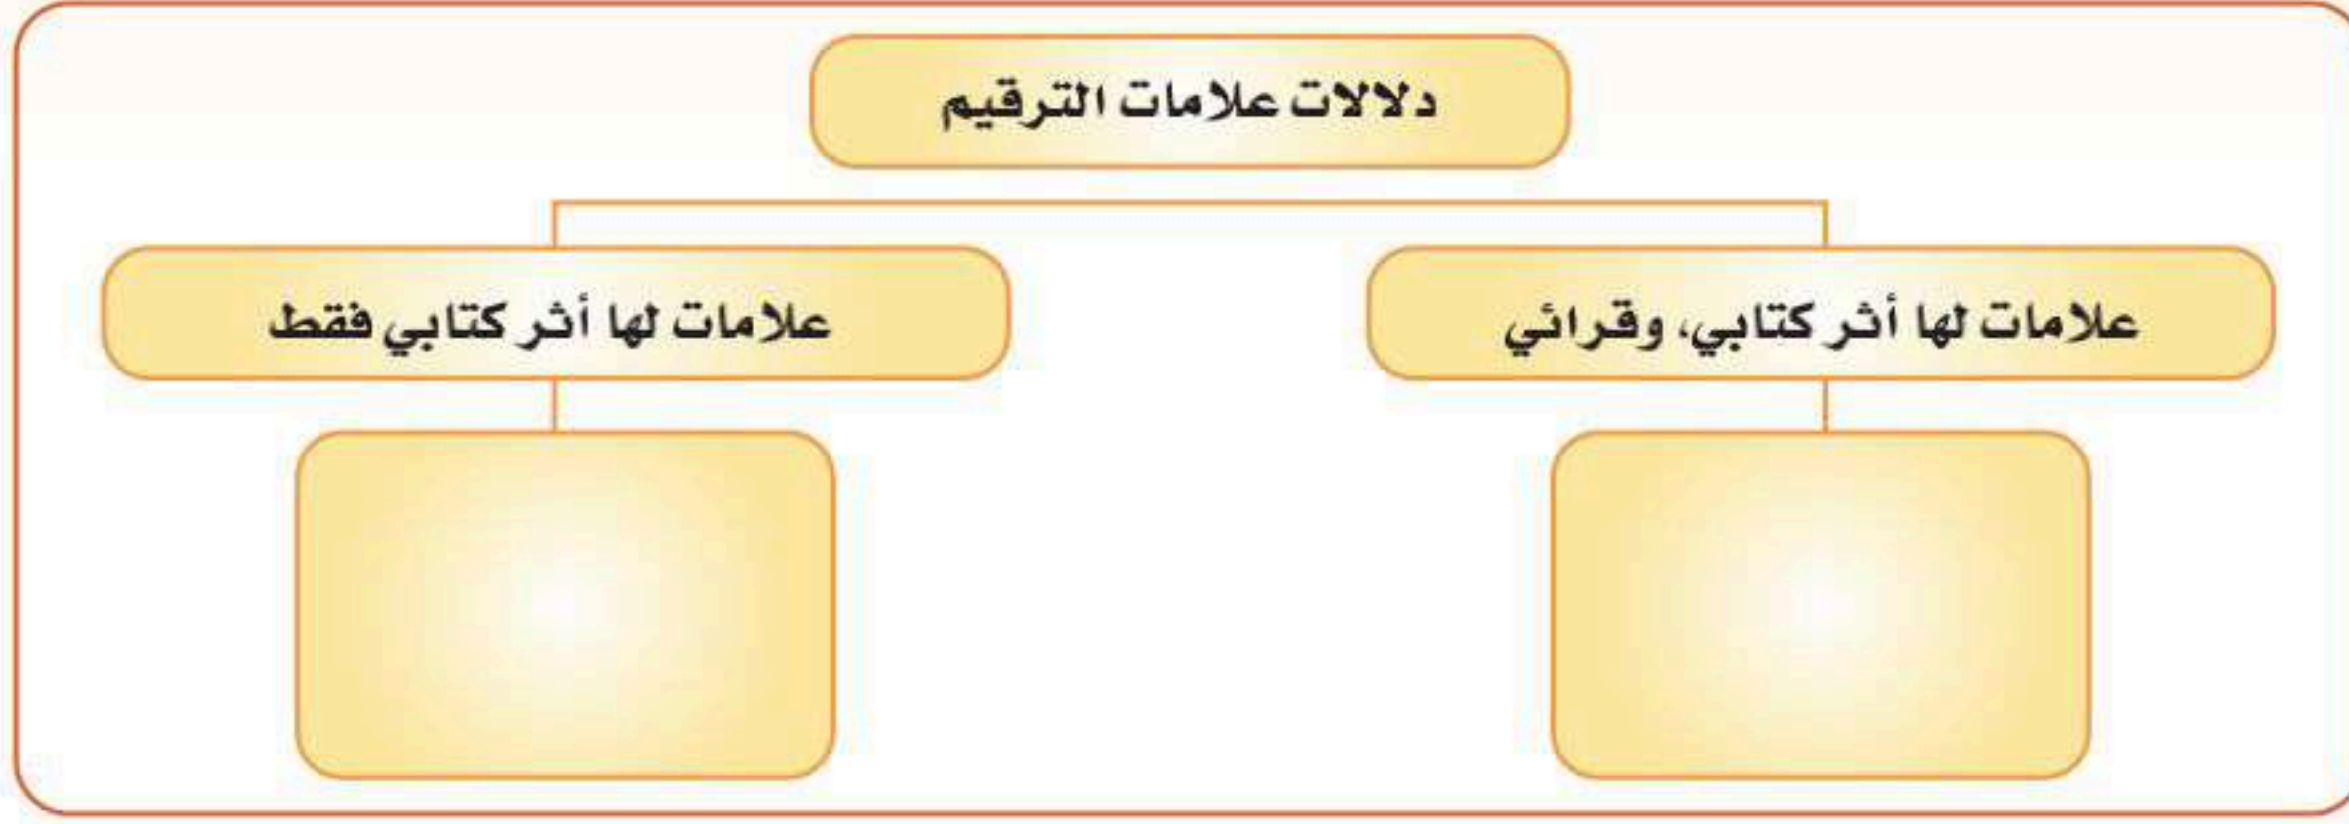 دلالات علامات الترقيم
علامات لها أثر كتابي، وقرائي
علامات لها أثر كتابي فقط